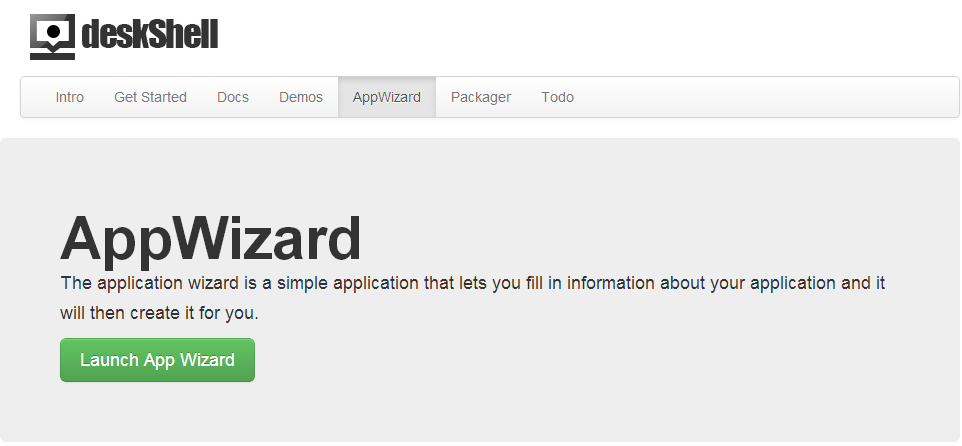 deskShell
Intro Get Started Docs Demos AppWizard Packager Todo
AppWizard
The application wizard is a simple application that lets you fill in information about your application and it
will then create it for you.
Launch App Wizard